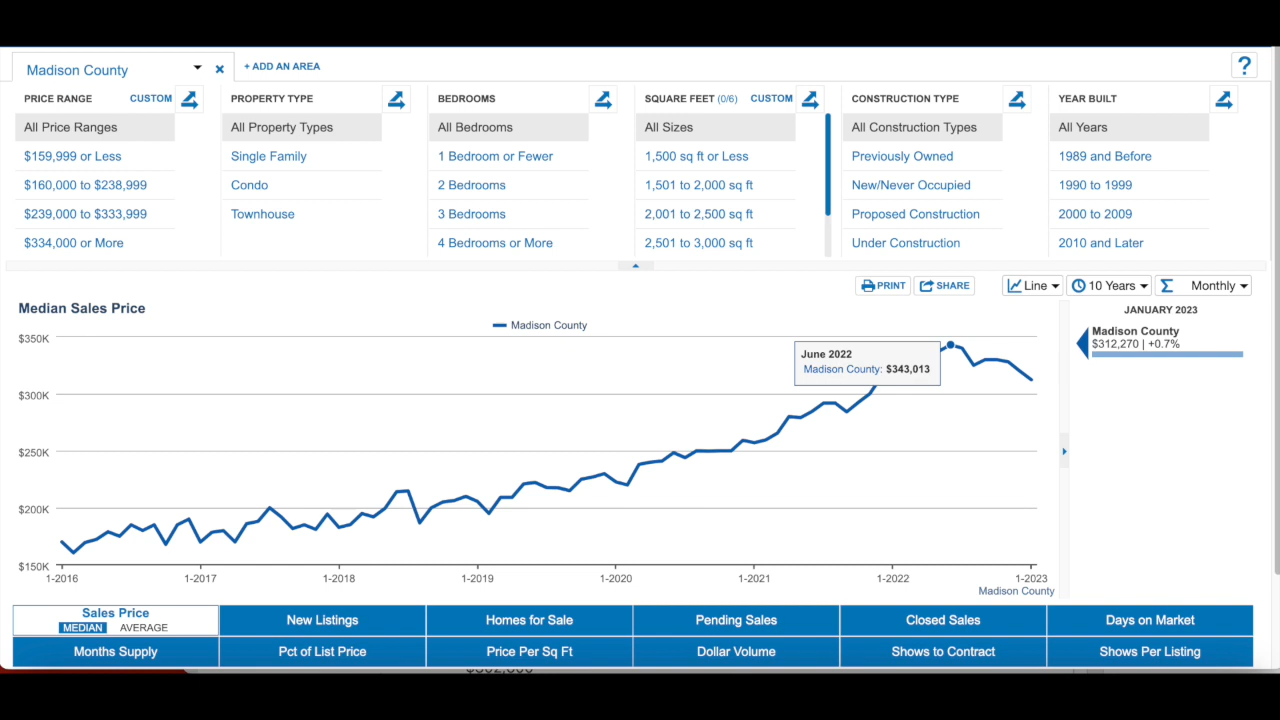 Madison County
+ ADD AN AREA
?
PRICE RANGE CUSTOM
All Price Ranges
$159,999 or Less
$160,000 to $238,999
$239,000 to $333,999
$334,000 or More
PROPERTY TYPE
All Property Types
Single Family
Condo
Townhouse
BEDROOMS
All Bedrooms
1 Bedroom or Fewer
2 Bedrooms
3 Bedrooms
4 Bedrooms or More
SQUARE FEET (0/6) CUSTOM
All Sizes
1,500 sq ft or Less
1,501 to 2,000 sq ft
2,001 to 2,500 sq ft
2,501 to 3,000 sq ft
CONSTRUCTION TYPE
All Construction Types
Previously Owned
New/Never Occupied
Proposed Construction
Under Construction
YEAR BUILT
All Years
1989 and Before
1990 to 1999
2000 to 2009
2010 and Later
PRINT SHARE Line 10 Years Σ Monthly
Median Sales Price
Madison County
JANUARY 2023
Madison County
$312,270 | +0.7%
$350K
$300K
$250K
$200K
$150K
June 2022
Madison County: $343,013
1-2016 1-2017 1-2018 1-2019 1-2020 1-2021 1-2022 1-2023
Madison County
Sales Price
MEDIAN AVERAGE
New Listings
Homes for Sale
Pending Sales
Closed Sales
Days on Market
Months Supply
Pct of List Price
Price Per Sq Ft
Dollar Volume
Shows to Contract
Shows Per Listing